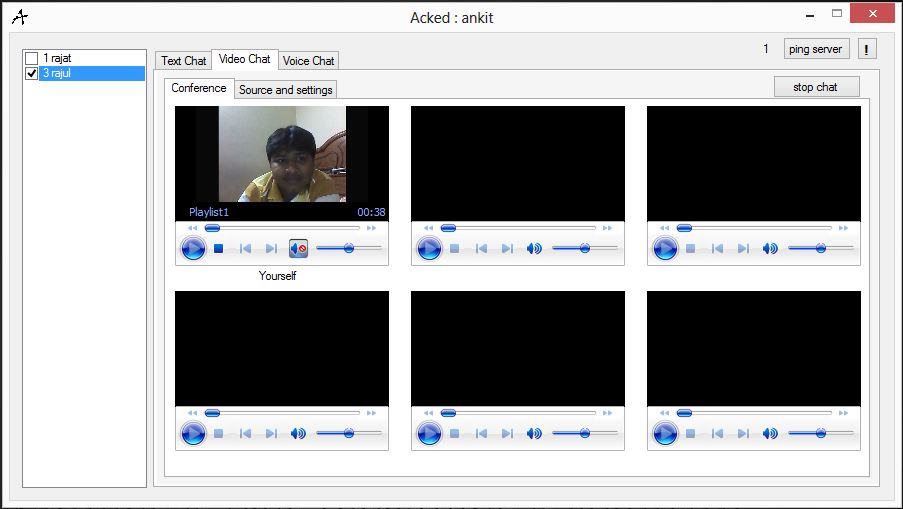 Acked : ankit
1 rajat
3 rajul
1
ping server
!
Text Chat
Video Chat
Voice Chat
Conference
Source and settings
stop chat
Playlist1
00:38
Yourself